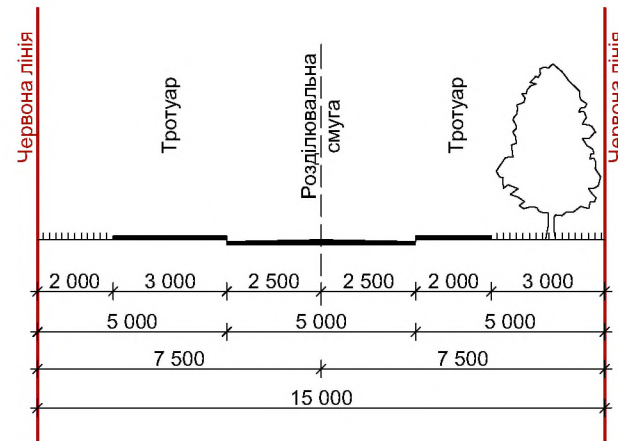 Червона лінія
Тротуар
Розділювальна
смуга
Тротуар
Червона лінія
2 000 3 000 2 500 2 500 2 000 3 000
5 000 5 000 5 000
7 500 7 500
15 000